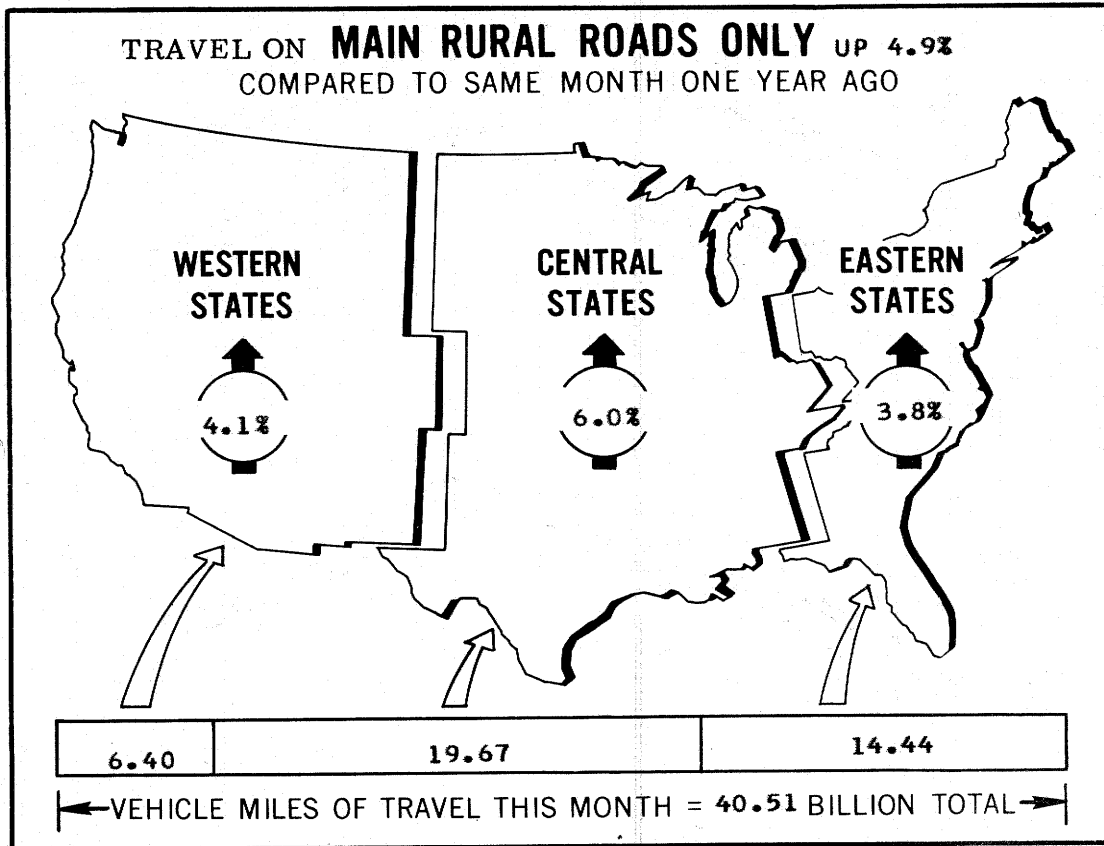 TRAVEL ON MAIN RURAL ROADS ONLY UP 4.9%
COMPARED TO SAME MONTH ONE YEAR AGO
WESTERN
STATES
4.1%
CENTRAL
STATES
6.0%
EASTERN
STATES
3.8%
6.40 19.67 14.44
VEHICLE MILES OF TRAVEL THIS MONTH = 40.51 BILLION TOTAL